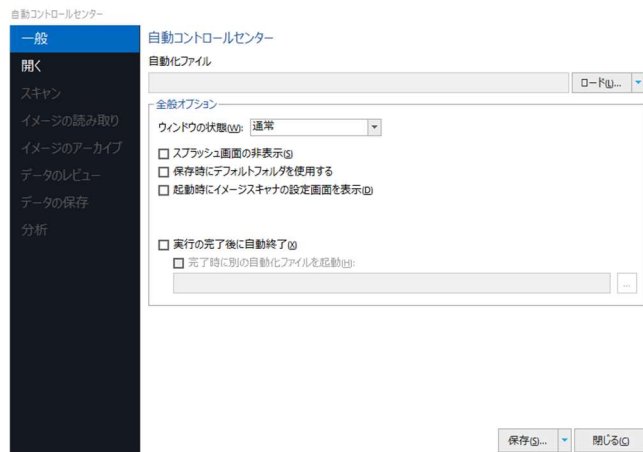 自動コントロールセンター
一般
開く
スキャン
イメージの読み取り
イメージのアーカイブ
データのレビュー
データの保存
分析
自動コントロールセンター
自動化ファイル
ロード(L)...
全般オプション
ウィンドウの状態(W): 通常
スプラッシュ画面の非表示(S)
保存時にデフォルトフォルダを使用する
起動時にイメージスキャナの設定画面を表示(D)
実行の完了後に自動終了(X)
完了時に別の自動化ファイルを起動(H):
...
保存(S)... 閉じる(C)